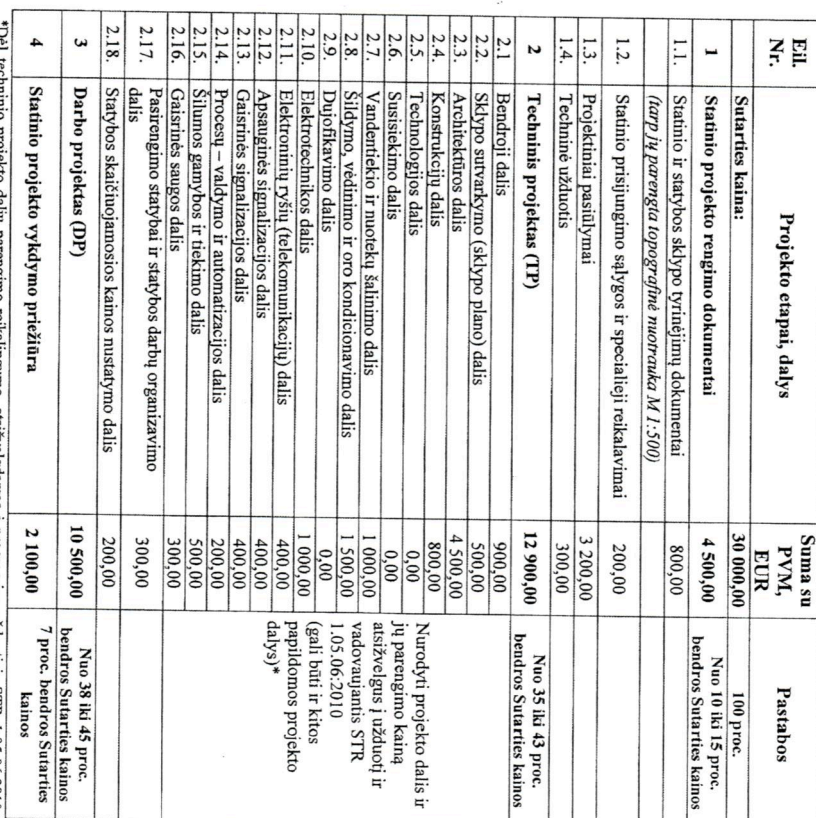 Eil. Nr. | Projekto etapai, dalys | Suma su PVM, EUR | Pastabos
Sutarties kaina: | 30 000,00 | 100 proc.
1 | Statinio projekto rengimo dokumentai | 4 500,00 | Nuo 10 iki 15 proc. bendros Sutarties kainos
1.1. | Statinio ir statybos sklypo tyrinėjimų dokumentai (tarp jų parengta topografinė nuotrauka M 1:500) | 800,00
1.2. | Statinio prisijungimo sąlygos ir specialieji reikalavimai | 200,00
1.3. | Projektiniai pasiūlymai | 3 200,00
1.4. | Techninė užduotis | 300,00
2 | Techninis projektas (TP) | 12 900,00 | Nuo 35 iki 43 proc. bendros Sutarties kainos
2.1 | Bendroji dalis | 900,00 | Nurodyti projekto dalis ir jų parengimo kainą atsižvelgus į užduotį ir vadovaujantis STR 1.05.06:2010 (gali būti ir kitos papildomos projekto dalys)*
2.2. | Sklypo sutvarkymo (sklypo plano) dalis | 500,00
2.3. | Architektūros dalis | 4 500,00
2.4. | Konstrukcijų dalis | 800,00
2.5. | Technologijos dalis | 0,00
2.6. | Susisiekimo dalis | 0,00
2.7. | Vandentiekio ir nuotekų šalinimo dalis | 1 000,00
2.8. | Šildymo, vėdinimo ir oro kondicionavimo dalis | 1 500,00
2.9. | Dujofikavimo dalis | 0,00
2.10. | Elektrotechnikos dalis | 1 000,00
2.11. | Elektroninių ryšių (telekomunikacijų) dalis | 400,00
2.12. | Apsauginės signalizacijos dalis | 400,00
2.13 | Gaisrinės signalizacijos dalis | 400,00
2.14. | Procesų – valdymo ir automatizacijos dalis | 200,00
2.15. | Šilumos gamybos ir tiekimo dalis | 500,00
2.16. | Gaisrinės saugos dalis | 300,00
2.17. | Pasirengimo statybai ir statybos darbų organizavimo dalis | 300,00
2.18. | Statybos skaičiuojamosios kainos nustatymo dalis | 200,00
3 | Darbo projektas (DP) | 10 500,00 | Nuo 38 iki 45 proc. bendros Sutarties kainos
4 | Statinio projekto vykdymo priežiūra | 2 100,00 | 7 proc. bendros Sutarties kainos
*Dėl techninio projekto dalių parengimo